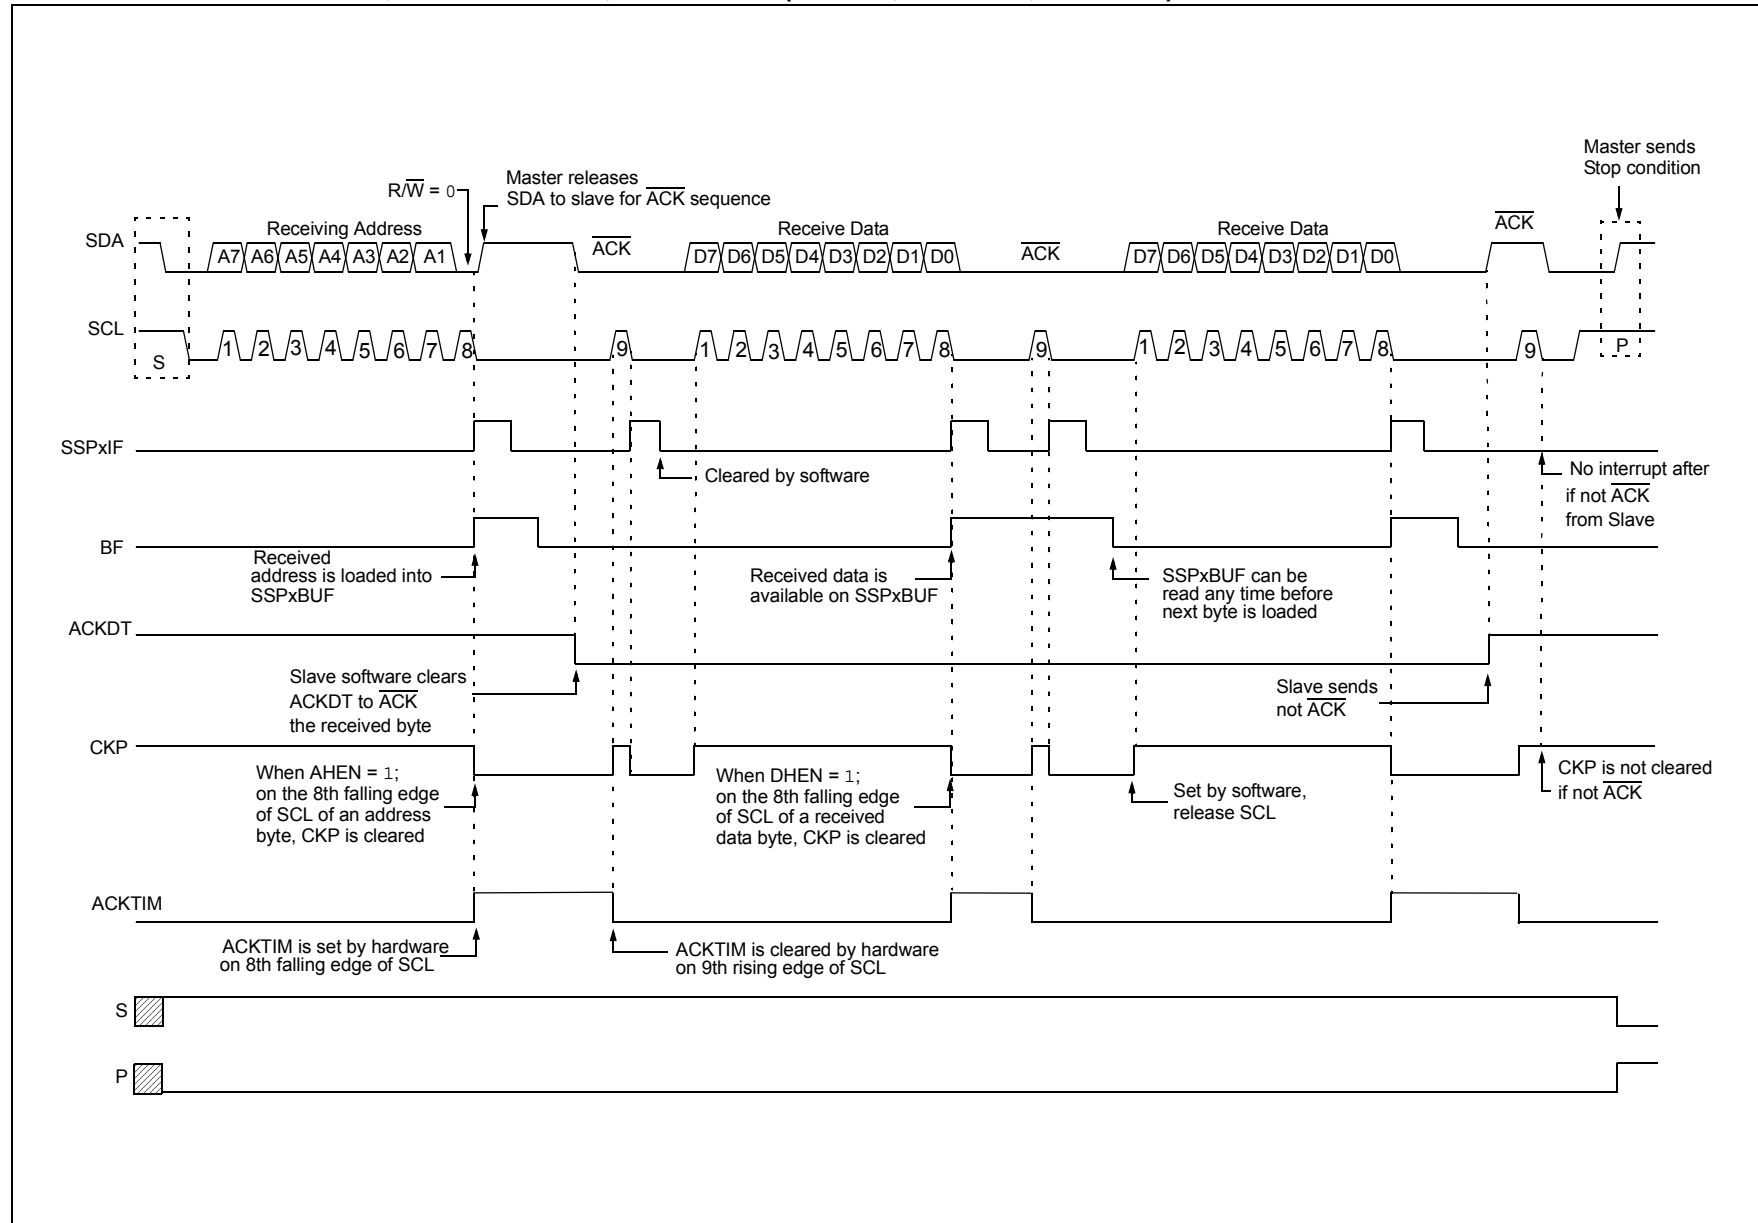 Master sends
Stop condition
R/W̅ = 0
Master releases
SDA to slave for A̅C̅K̅ sequence
SDA
Receiving Address
A7 A6 A5 A4 A3 A2 A1
A̅C̅K̅
Receive Data
D7 D6 D5 D4 D3 D2 D1 D0
A̅C̅K̅
Receive Data
D7 D6 D5 D4 D3 D2 D1 D0
A̅C̅K̅
SCL
S
1 2 3 4 5 6 7 8 9 1 2 3 4 5 6 7 8 9 1 2 3 4 5 6 7 8 9
P
SSPxIF
Cleared by software
No interrupt after
if not A̅C̅K̅
from Slave
BF
Received
address is loaded into
SSPxBUF
Received data is
available on SSPxBUF
SSPxBUF can be
read any time before
next byte is loaded
ACKDT
Slave software clears
ACKDT to A̅C̅K̅
the received byte
Slave sends
not A̅C̅K̅
CKP
When AHEN = 1;
on the 8th falling edge
of SCL of an address
byte, CKP is cleared
When DHEN = 1;
on the 8th falling edge
of SCL of a received
data byte, CKP is cleared
Set by software,
release SCL
CKP is not cleared
if not A̅C̅K̅
ACKTIM
ACKTIM is set by hardware
on 8th falling edge of SCL
ACKTIM is cleared by hardware
on 9th rising edge of SCL
S
P